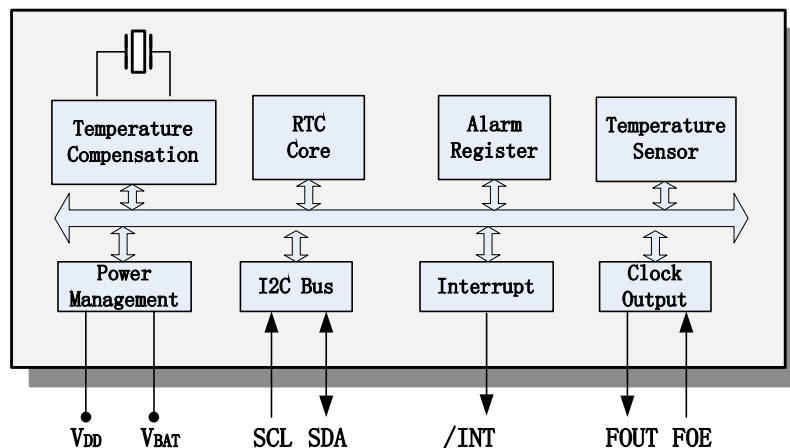 Temperature
Compensation
RTC
Core
Alarm
Register
Temperature
Sensor
Power
Management
I2C Bus
Interrupt
Clock
Output
VDD
VBAT
SCL
SDA
/INT
FOUT
FOE